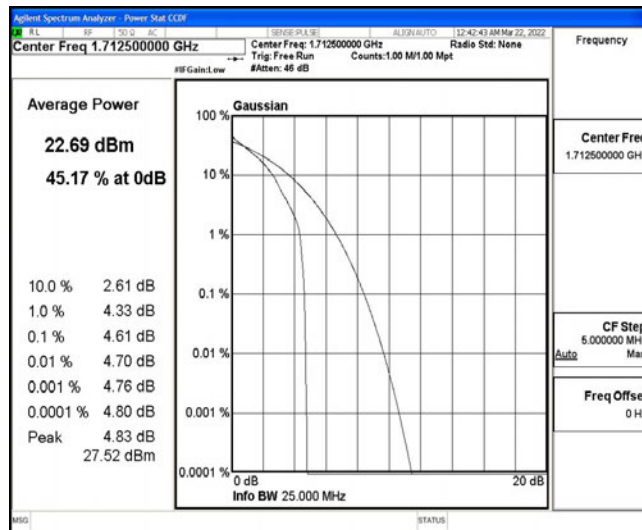 Agilent Spectrum Analyzer - Power Stat CCDF
RL RF 50 Ω AC SENSE:PULSE ALIGN AUTO 12:42:43 AM Mar 22, 2022
Center Freq 1.712500000 GHz
Center Freq: 1.712500000 GHz Radio Std: None
Trig: Free Run Counts:1.00 M/1.00 Mpt
#IFGain:Low #Atten: 46 dB
Frequency
Average Power
22.69 dBm
45.17 % at 0dB
10.0 % 2.61 dB
1.0 % 4.33 dB
0.1 % 4.61 dB
0.01 % 4.70 dB
0.001 % 4.76 dB
0.0001 % 4.80 dB
Peak 4.83 dB
27.52 dBm
Gaussian
100 %
10 %
1 %
0.1 %
0.01 %
0.001 %
0.0001 %
0 dB 20 dB
Info BW 25.000 MHz
Center Freq
1.712500000 GH
CF Step
5.000000 MH
Auto Ma
Freq Offse
0 H
MSG STATUS